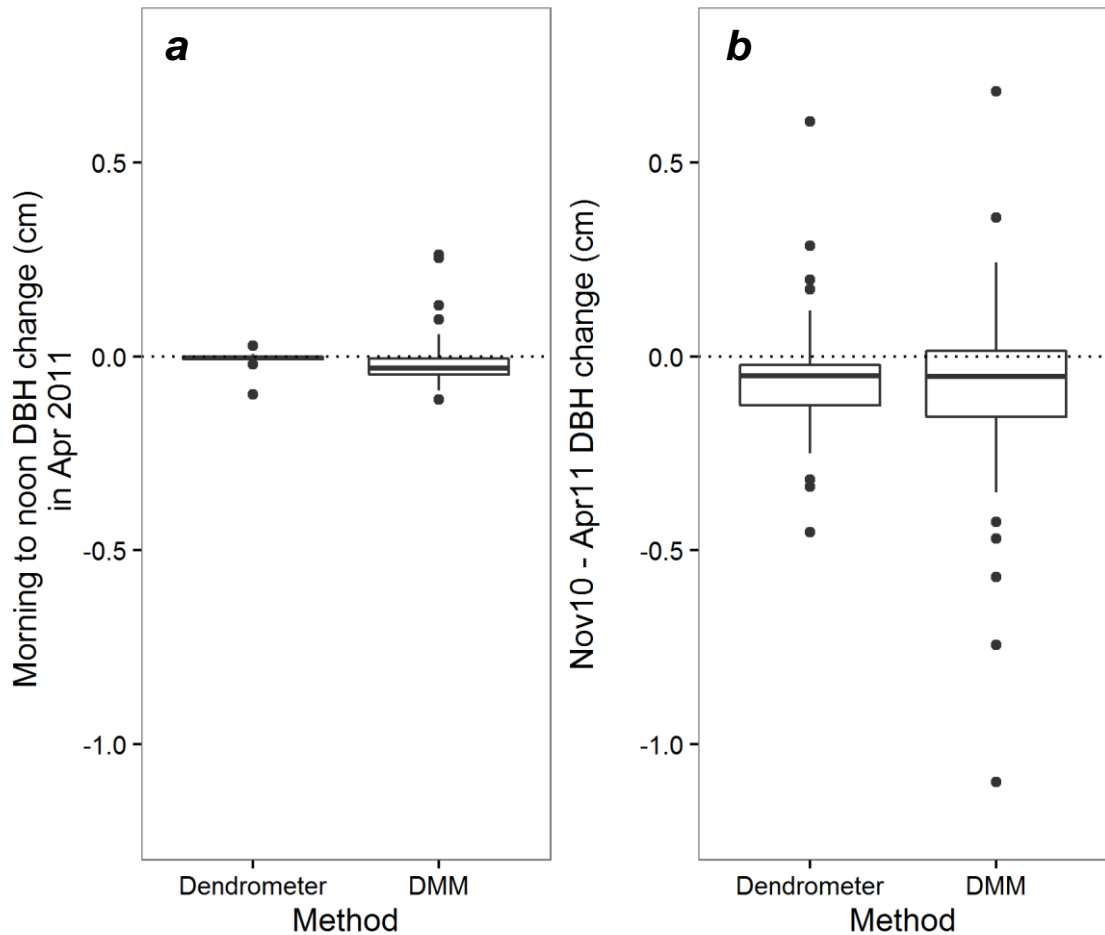 a
Morning to noon DBH change (cm)
in Apr 2011
0.5
0.0
-0.5
-1.0
Dendrometer DMM
Method
b
Nov10 - Apr11 DBH change (cm)
0.5
0.0
-0.5
-1.0
Dendrometer DMM
Method